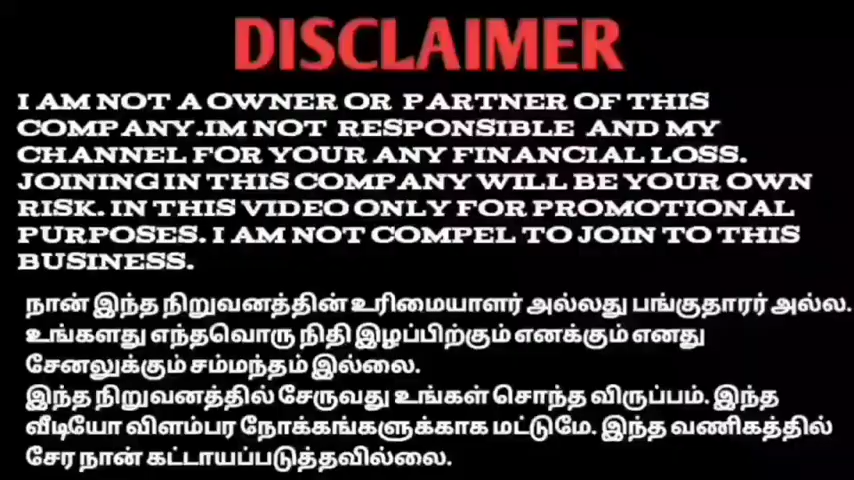 DISCLAIMER
I AM NOT A OWNER OR PARTNER OF THIS
COMPANY.IM NOT RESPONSIBLE AND MY
CHANNEL FOR YOUR ANY FINANCIAL LOSS.
JOINING IN THIS COMPANY WILL BE YOUR OWN
RISK. IN THIS VIDEO ONLY FOR PROMOTIONAL
PURPOSES. I AM NOT COMPEL TO JOIN TO THIS
BUSINESS.
நான் இந்த நிறுவனத்தின் உரிமையாளர் அல்லது பங்குதாரர் அல்ல.
உங்களது எந்தவொரு நிதி இழப்பிற்கும் எனக்கும் எனது
சேனலுக்கும் சம்மந்தம் இல்லை.
இந்த நிறுவனத்தில் சேருவது உங்கள் சொந்த விருப்பம். இந்த
வீடியோ விளம்பர நோக்கங்களுக்காக மட்டுமே. இந்த வணிகத்தில்
சேர நான் கட்டாயப்படுத்தவில்லை.